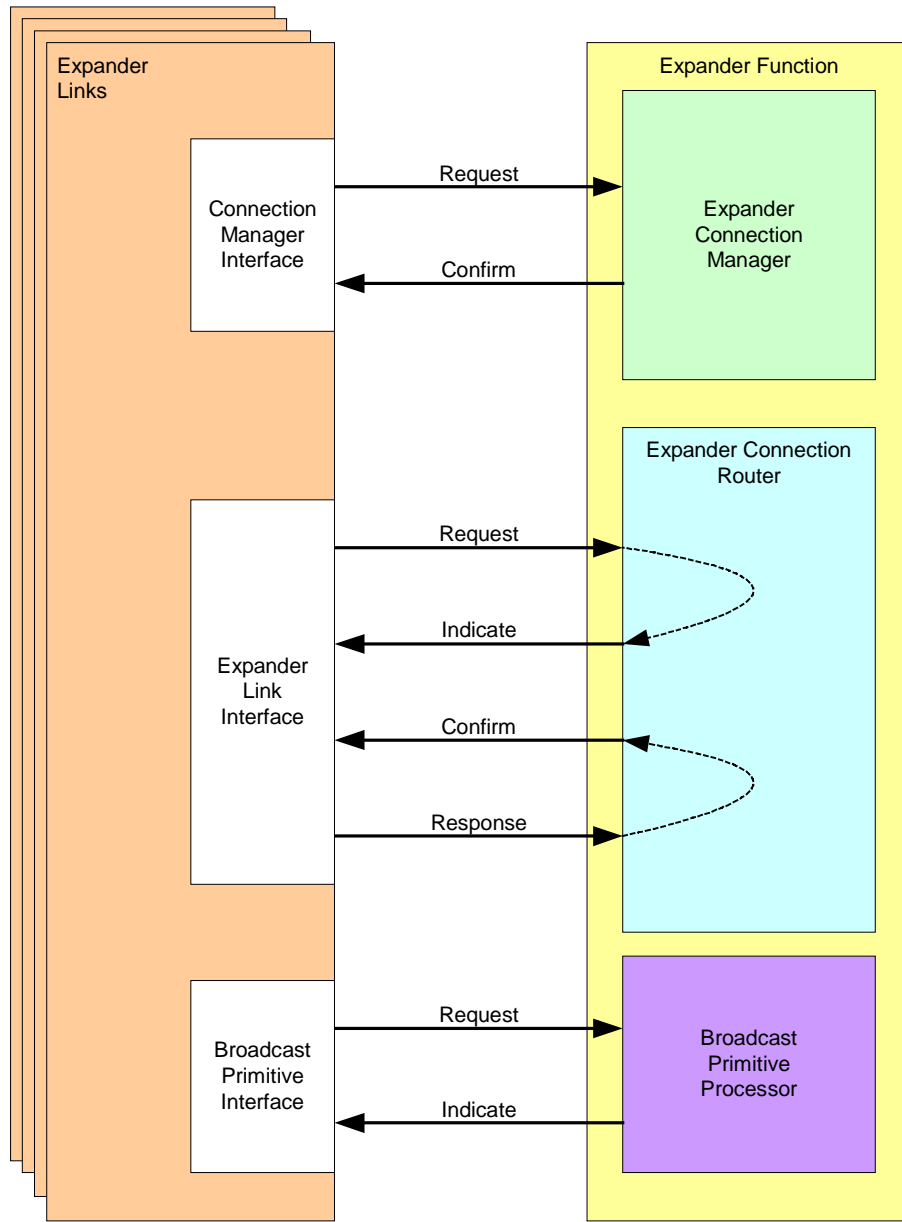 Expander
Links
Expander Function
Connection
Manager
Interface
Request
Confirm
Expander
Connection
Manager
Expander Connection
Router
Expander
Link
Interface
Request
Indicate
Confirm
Response
Broadcast
Primitive
Interface
Request
Indicate
Broadcast
Primitive
Processor